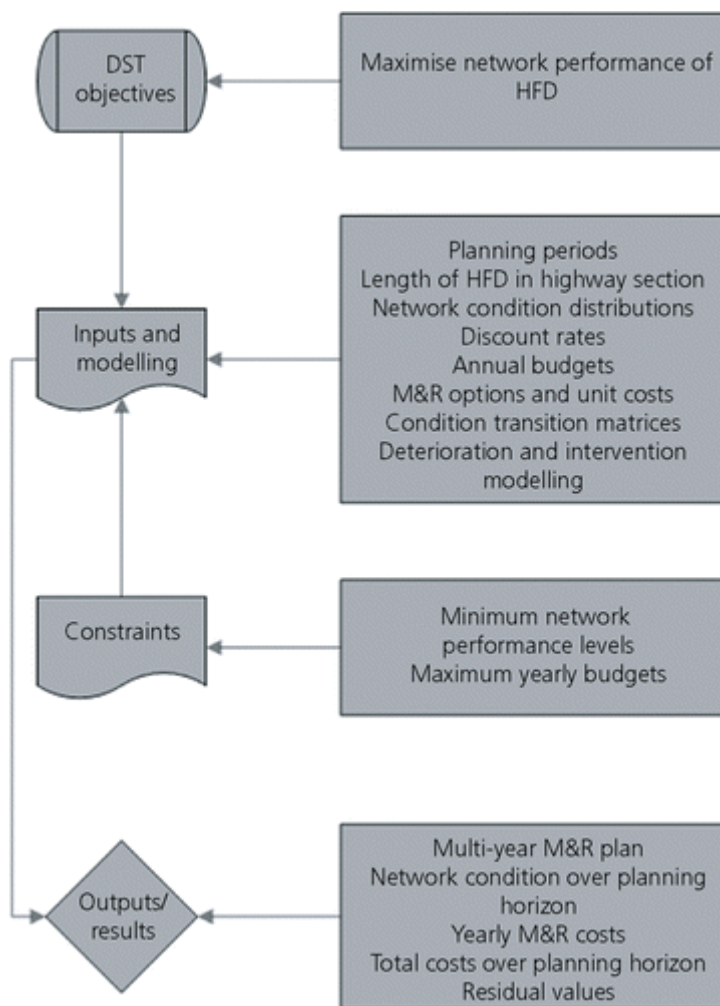 DST
objectives
Maximise network performance of
HFD
Planning periods
Length of HFD in highway section
Network condition distributions
Discount rates
Annual budgets
M&R options and unit costs
Condition transition matrices
Deterioration and intervention
modelling
Inputs and
modelling
Constraints
Minimum network
performance levels
Maximum yearly budgets
Outputs/
results
Multi-year M&R plan
Network condition over planning
horizon
Yearly M&R costs
Total costs over planning horizon
Residual values